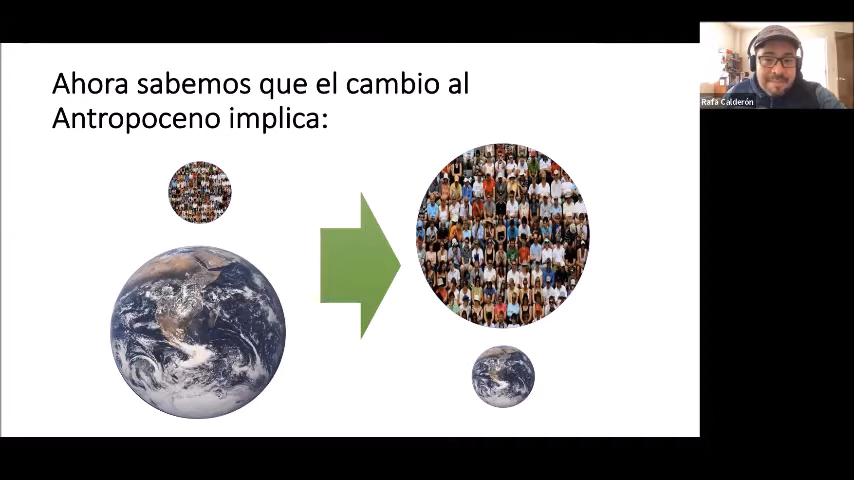 Ahora sabemos que el cambio al
Antropoceno implica:
Rafa Calderón